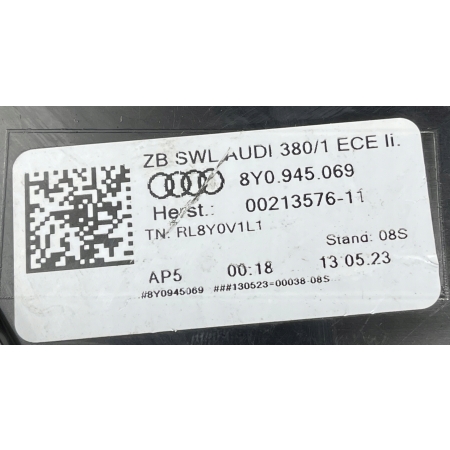 ZB SWL AUDI 380/1 ECE li.
8Y0.945.069
Herst.: 00213576-11
TN: RL8Y0V1L1
Stand: 08S
AP5 00:18 13.05.23
#8Y0945069 ###130523-00038-08S